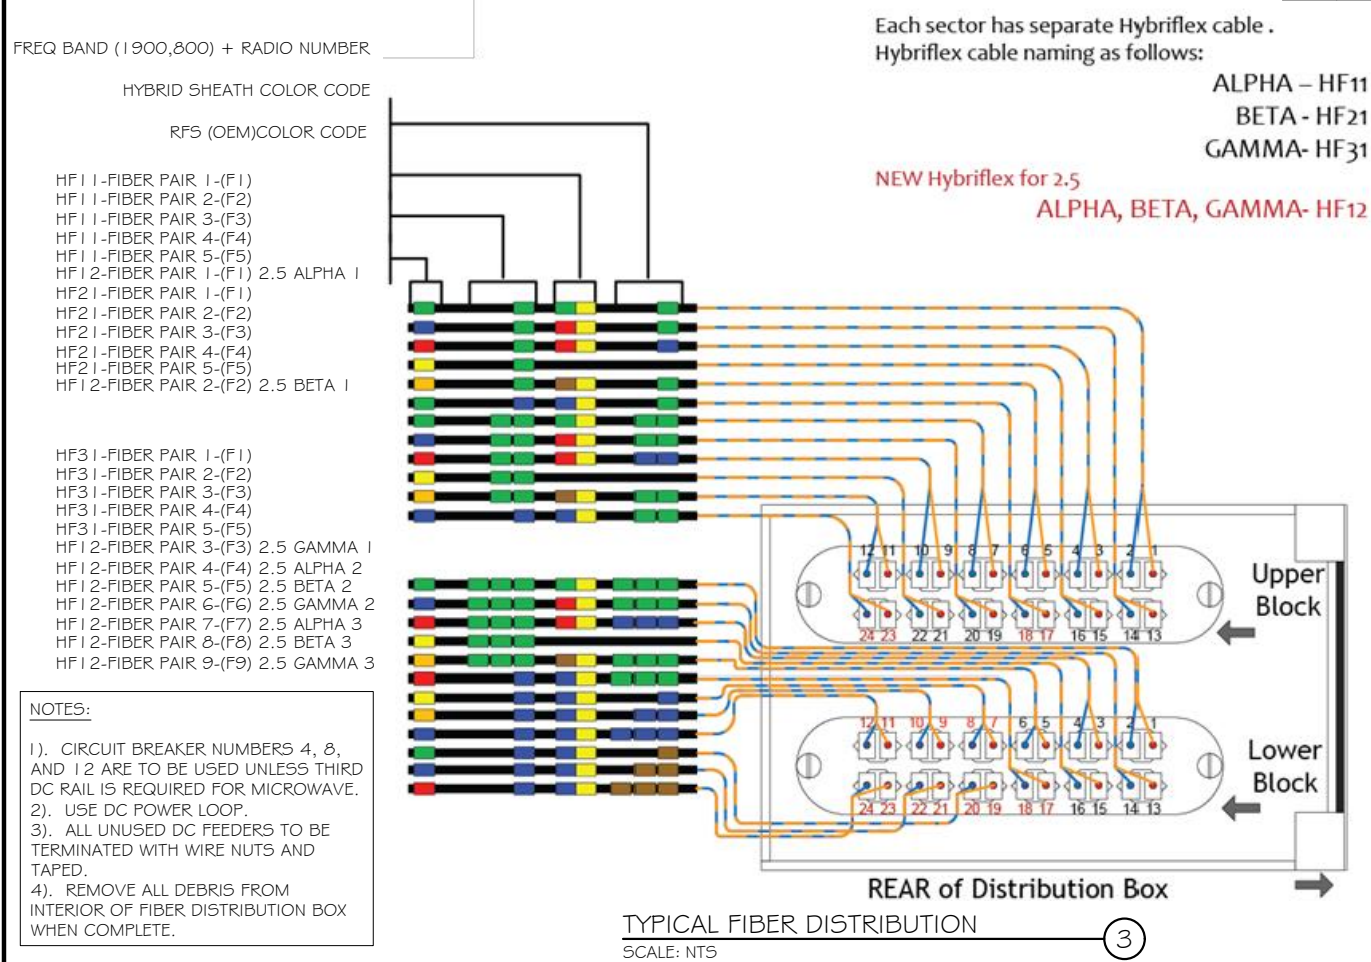 FREQ BAND (1900,800) + RADIO NUMBER
HYBRID SHEATH COLOR CODE
RFS (OEM)COLOR CODE
HF11-FIBER PAIR 1-(F1)
HF11-FIBER PAIR 2-(F2)
HF11-FIBER PAIR 3-(F3)
HF11-FIBER PAIR 4-(F4)
HF11-FIBER PAIR 5-(F5)
HF12-FIBER PAIR 1-(F1) 2.5 ALPHA 1
HF21-FIBER PAIR 1-(F1)
HF21-FIBER PAIR 2-(F2)
HF21-FIBER PAIR 3-(F3)
HF21-FIBER PAIR 4-(F4)
HF21-FIBER PAIR 5-(F5)
HF12-FIBER PAIR 2-(F2) 2.5 BETA 1
HF31-FIBER PAIR 1-(F1)
HF31-FIBER PAIR 2-(F2)
HF31-FIBER PAIR 3-(F3)
HF31-FIBER PAIR 4-(F4)
HF31-FIBER PAIR 5-(F5)
HF12-FIBER PAIR 3-(F3) 2.5 GAMMA 1
HF12-FIBER PAIR 4-(F4) 2.5 ALPHA 2
HF12-FIBER PAIR 5-(F5) 2.5 BETA 2
HF12-FIBER PAIR 6-(F6) 2.5 GAMMA 2
HF12-FIBER PAIR 7-(F7) 2.5 ALPHA 3
HF12-FIBER PAIR 8-(F8) 2.5 BETA 3
HF12-FIBER PAIR 9-(F9) 2.5 GAMMA 3
NOTES:
1). CIRCUIT BREAKER NUMBERS 4, 8,
AND 12 ARE TO BE USED UNLESS THIRD
DC RAIL IS REQUIRED FOR MICROWAVE.
2). USE DC POWER LOOP.
3). ALL UNUSED DC FEEDERS TO BE
TERMINATED WITH WIRE NUTS AND
TAPED.
4). REMOVE ALL DEBRIS FROM
INTERIOR OF FIBER DISTRIBUTION BOX
WHEN COMPLETE.
Each sector has separate Hybriflex cable .
Hybriflex cable naming as follows:
ALPHA – HF11
BETA - HF21
GAMMA- HF31
NEW Hybriflex for 2.5
ALPHA, BETA, GAMMA- HF12
12 11 10 9 8 7 6 5 4 3 2 1
24 23 22 21 20 19 18 17 16 15 14 13
Upper
Block
12 11 10 9 8 7 6 5 4 3 2 1
24 23 22 21 20 19 18 17 16 15 14 13
Lower
Block
REAR of Distribution Box
TYPICAL FIBER DISTRIBUTION
3
SCALE: NTS